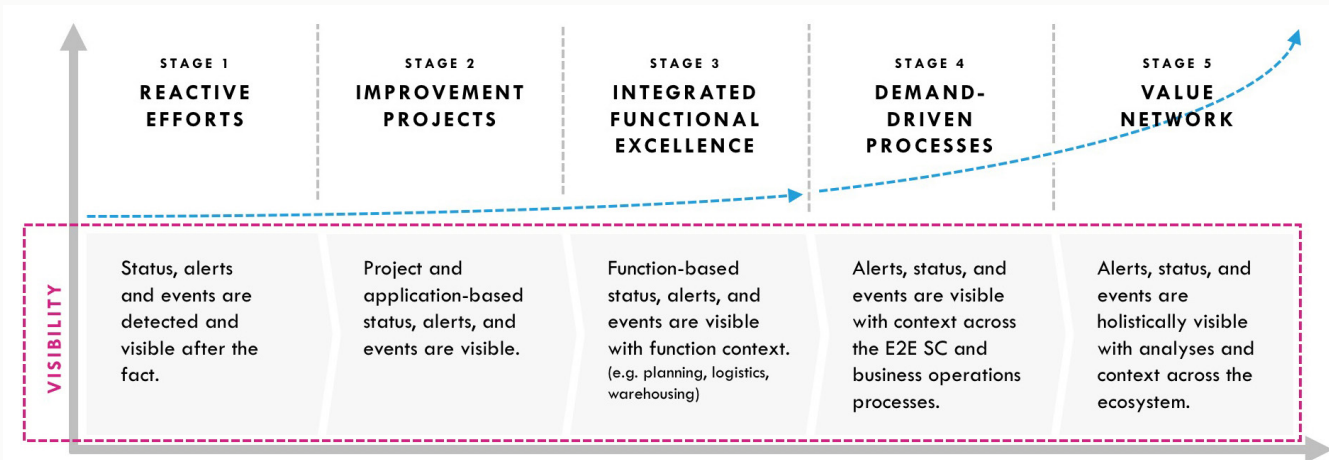 STAGE 1
REACTIVE
EFFORTS
STAGE 2
IMPROVEMENT
PROJECTS
STAGE 3
INTEGRATED
FUNCTIONAL
EXCELLENCE
STAGE 4
DEMAND-
DRIVEN
PROCESSES
STAGE 5
VALUE
NETWORK
VISIBILITY
Status, alerts
and events are
detected and
visible after the
fact.
Project and
application-based
status, alerts, and
events are visible.
Function-based
status, alerts, and
events are visible
with function context.
(e.g. planning, logistics,
warehousing)
Alerts, status, and
events are visible
with context across
the E2E SC and
business operations
processes.
Alerts, status, and
events are
holistically visible
with analyses and
context across the
ecosystem.